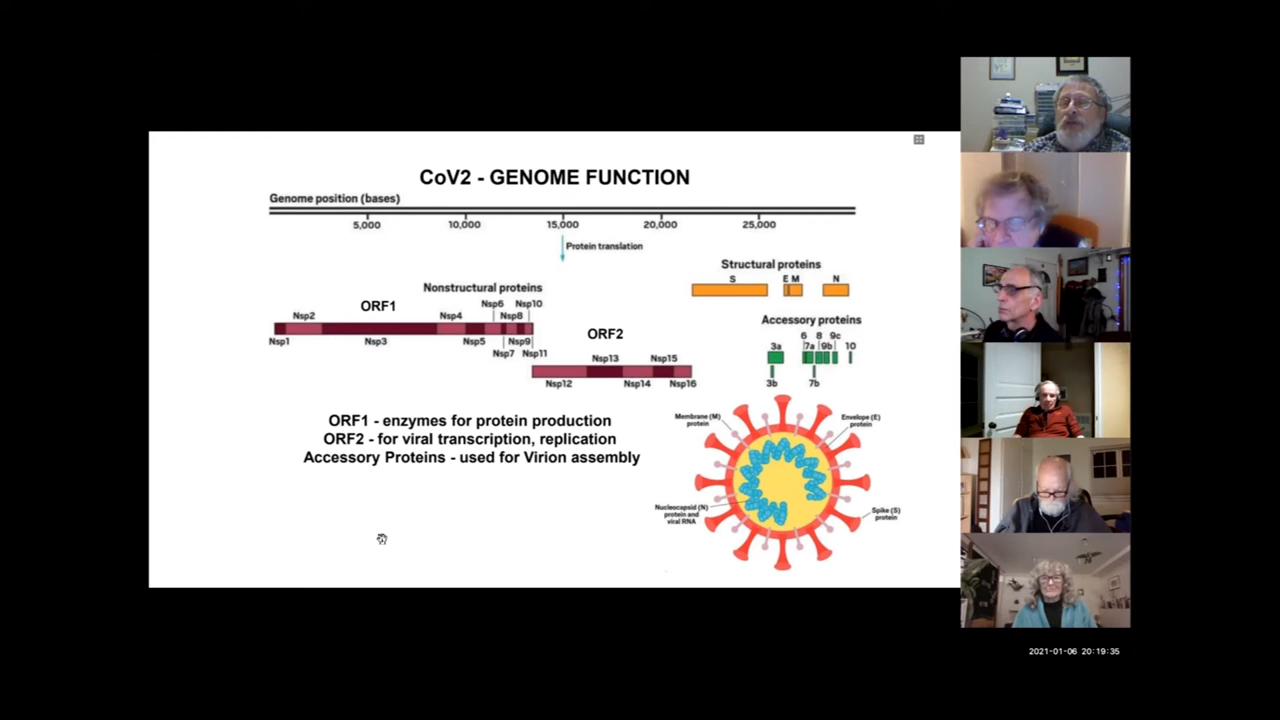 CoV2 - GENOME FUNCTION
Genome position (bases)
5,000 10,000 15,000 20,000 25,000
Protein translation
Structural proteins
S E M N
Nonstructural proteins
Nsp6 Nsp10
ORF1
Nsp2 Nsp4 Nsp8
Nsp1 Nsp3 Nsp5 Nsp9
Nsp7 Nsp11
ORF2
Nsp13 Nsp15
Nsp12 Nsp14 Nsp16
Accessory proteins
6 8 9c
3a 7a 9b 10
3b 7b
ORF1 - enzymes for protein production
ORF2 - for viral transcription, replication
Accessory Proteins - used for Virion assembly
Membrane (M)
protein
Envelope (E)
protein
Nucleocapsid (N)
protein and
viral RNA
Spike (S)
protein
2021-01-06 20:19:35